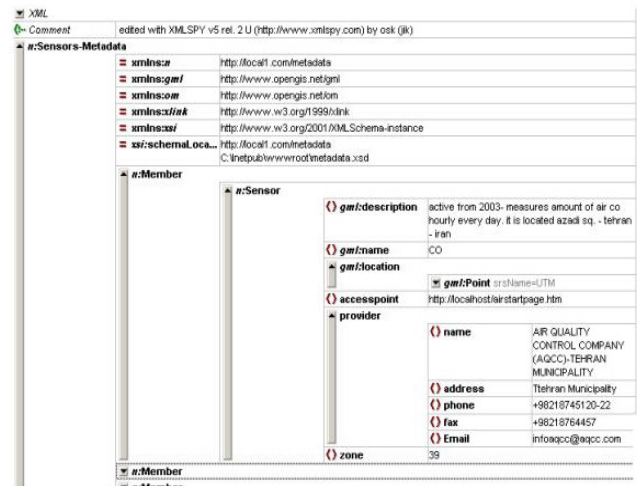 XML
Comment edited with XMLSPY v5 rel. 2 U (http://www.xmlspy.com) by osk (jik)
n:Sensors-Metadata
xmlns:n http://local1.com/metadata
xmlns:gml http://www.opengis.net/gml
xmlns:om http://www.opengis.net/om
xmlns:xlink http://www.w3.org/1999/xlink
xmlns:xsi http://www.w3.org/2001/XMLSchema-instance
xsi:schemaLoca... http://local1.com/metadata
C:\Inetpub\wwwroot\metadata.xsd
n:Member
n:Sensor
gml:description active from 2003- measures amount of air co
hourly every day. it is located azadi sq. - tehran
- iran
gml:name CO
gml:location
gml:Point srsName=UTM
accesspoint http://localhost/airstartpage.htm
provider
name AIR QUALITY
CONTROL COMPANY
(AQCC)-TEHRAN
MUNICIPALITY
address Ttehran Municipality
phone +98218745120-22
fax +98218764457
Email infoaqcc@aqcc.com
zone 39
n:Member
n:Member